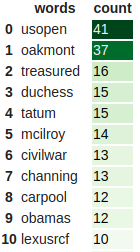 words count
0 usopen 41
1 oakmont 37
2 treasured 16
3 duchess 15
4 tatum 15
5 mcilroy 14
6 civilwar 13
7 channing 13
8 carpool 12
9 obamas 12
10 lexusrcf 10